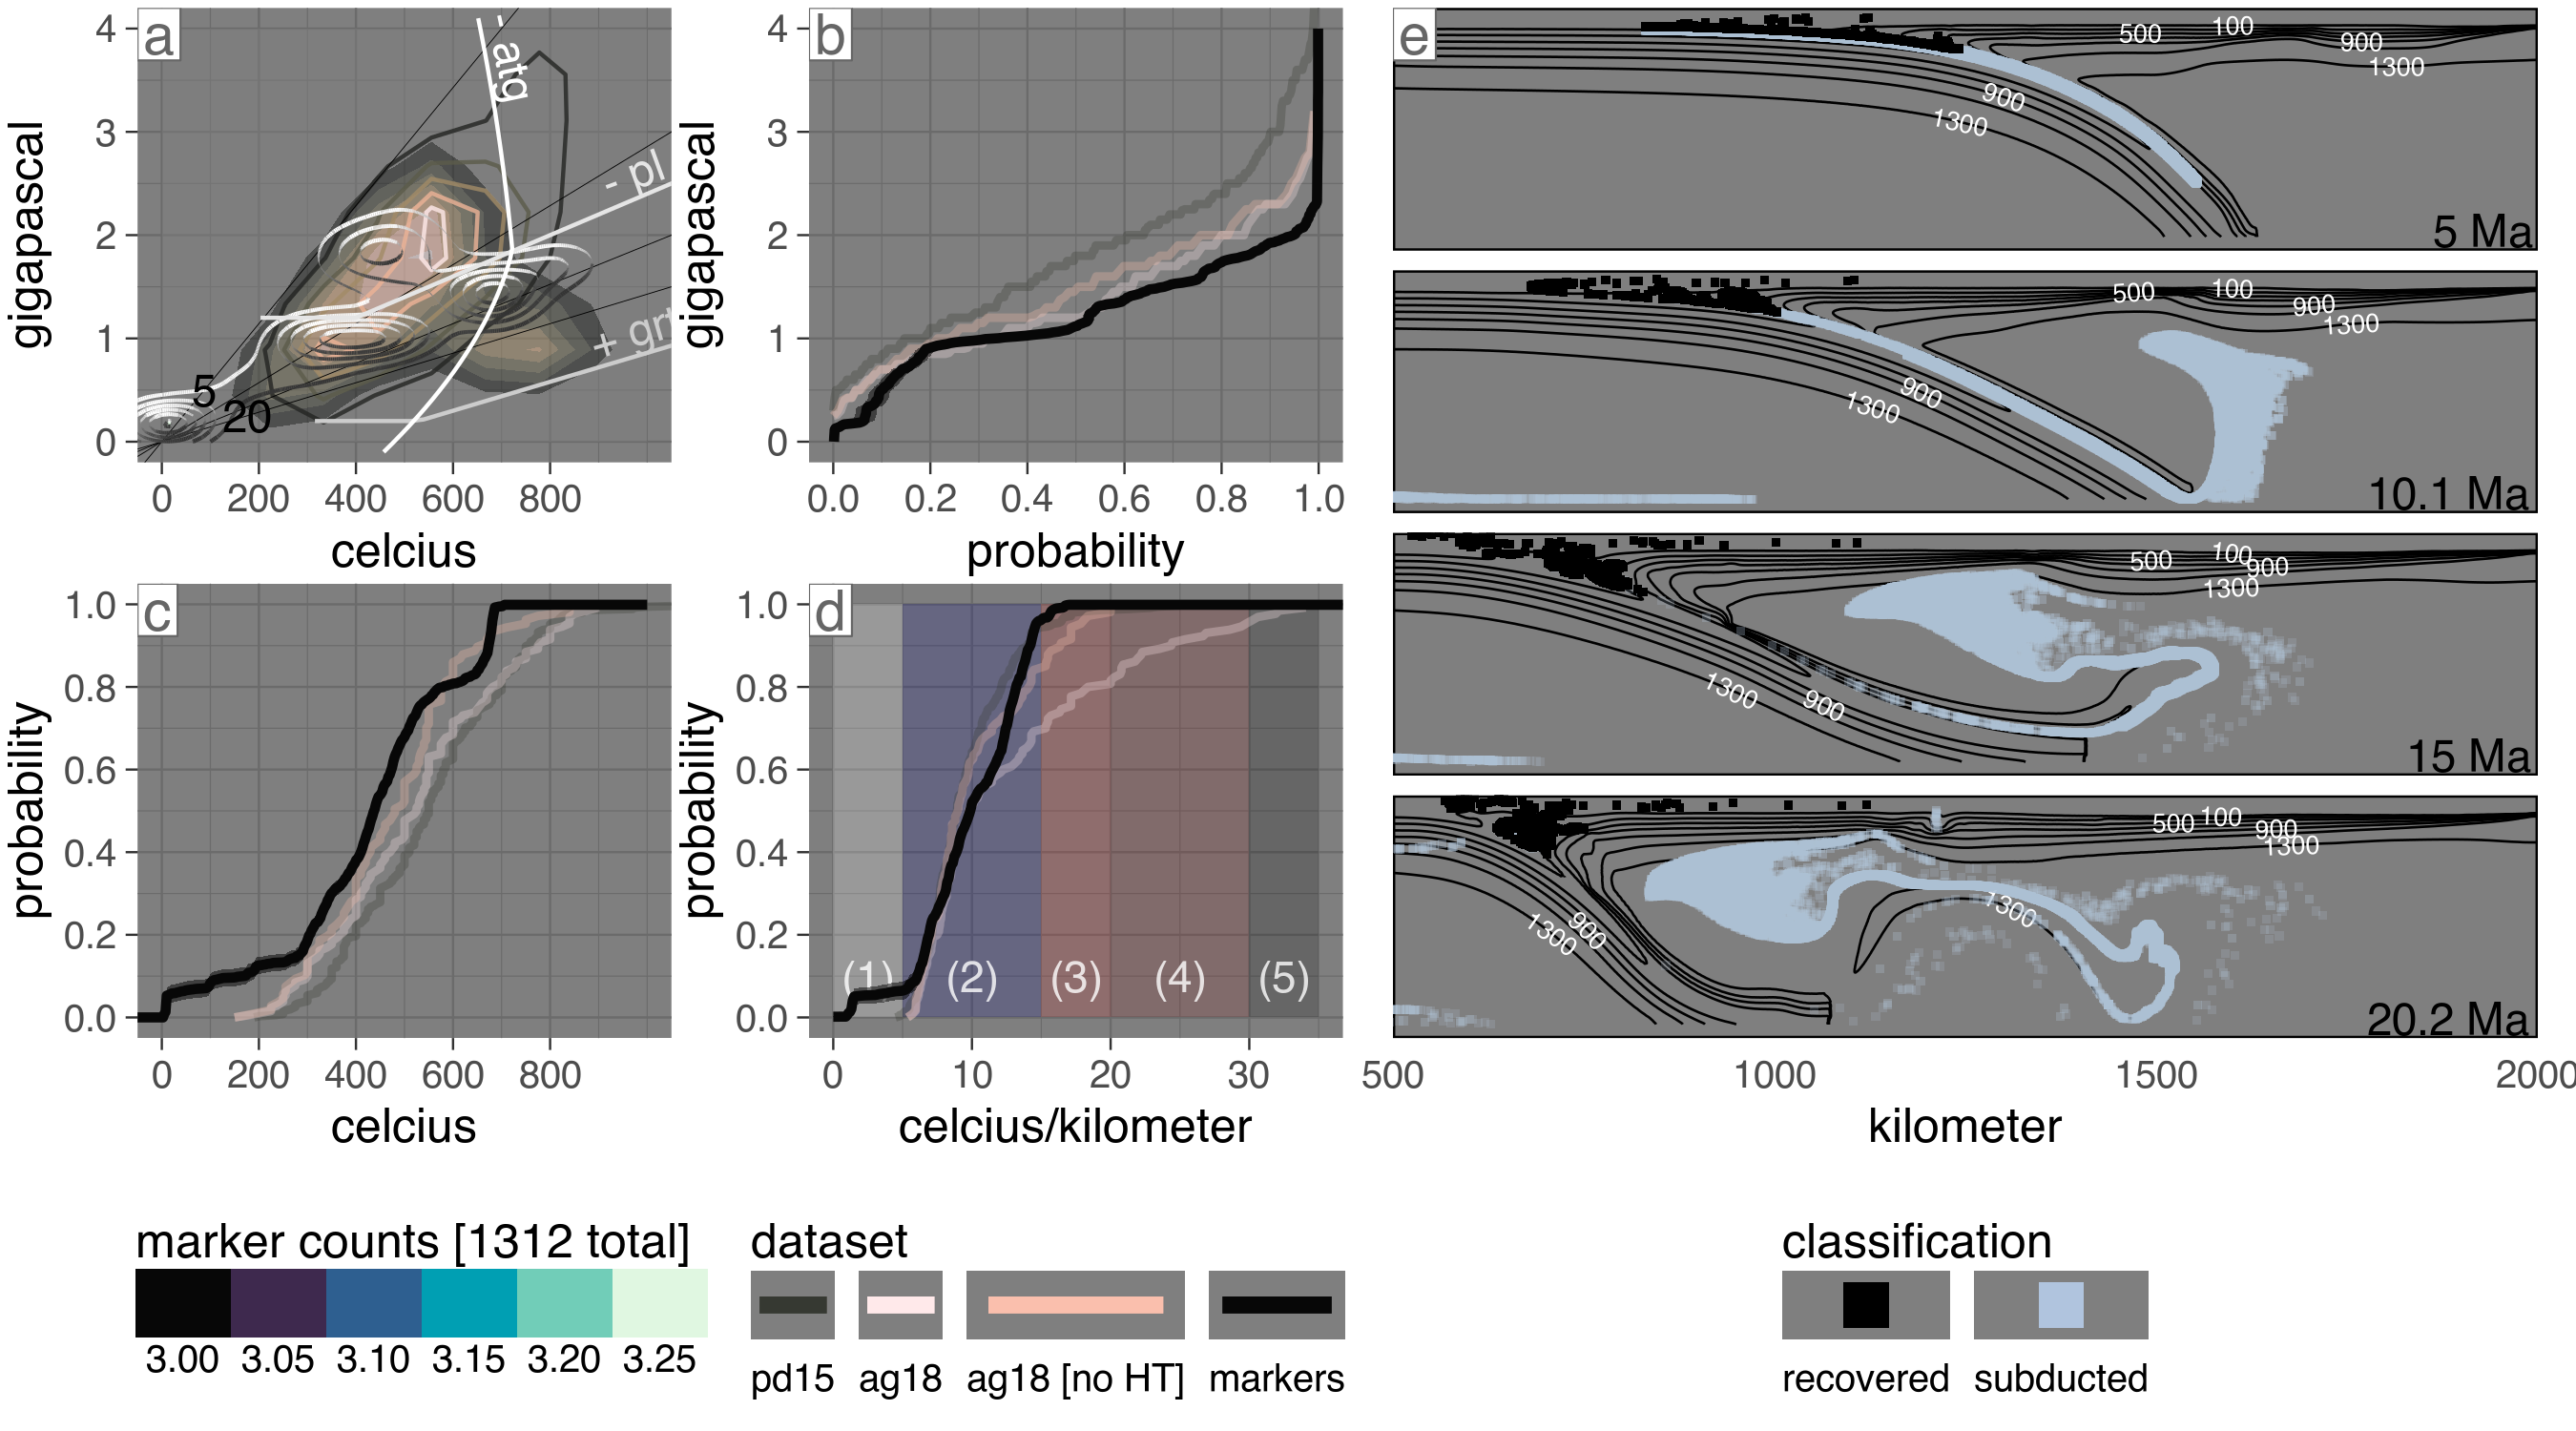 a
4
3
2
1
0
gigapascal
- atg
- pl
+ grt
5
20
0 200 400 600 800
celcius
b
4
3
2
1
0
gigapascal
0.0 0.2 0.4 0.6 0.8 1.0
probability
c
1.0
0.8
0.6
0.4
0.2
0.0
probability
0 200 400 600 800
celcius
d
1.0
0.8
0.6
0.4
0.2
0.0
probability
(1) (2) (3) (4) (5)
0 10 20 30
celcius/kilometer
e
500 100 900 1300
900
1300
5 Ma
500 100 900 1300
900
1300
10.1 Ma
500 100 900 1300
1300 900
15 Ma
500 100 900 1300
1300
900
1300
20.2 Ma
500 1000 1500 2000
kilometer
marker counts [1312 total]
3.00 3.05 3.10 3.15 3.20 3.25
dataset
pd15 ag18 ag18 [no HT] markers
classification
recovered subducted